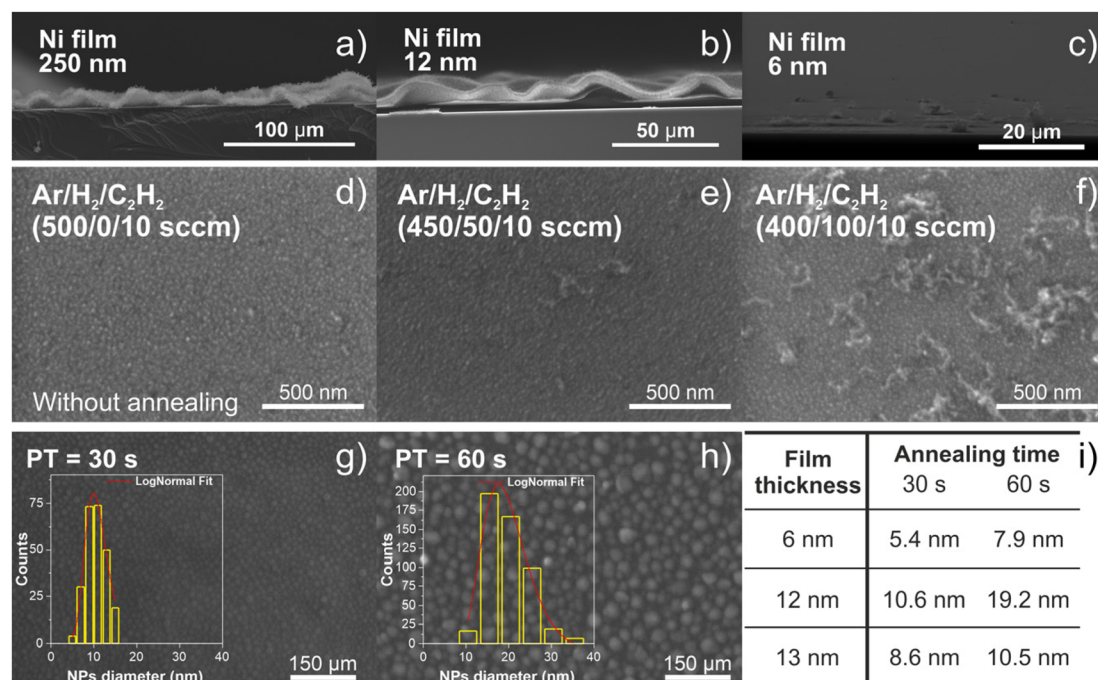 Ni film
250 nm
a)
100 µm
Ni film
12 nm
b)
50 µm
Ni film
6 nm
c)
20 µm
Ar/H₂/C₂H₂
(500/0/10 sccm)
d)
Without annealing
500 nm
Ar/H₂/C₂H₂
(450/50/10 sccm)
e)
500 nm
Ar/H₂/C₂H₂
(400/100/10 sccm)
f)
500 nm
PT = 30 s
g)
LogNormal Fit
Counts
75
50
25
0
0 10 20 30 40
NPs diameter (nm)
150 µm
PT = 60 s
h)
LogNormal Fit
Counts
200
175
150
125
100
75
50
25
0
0 10 20 30 40
NPs diameter (nm)
150 µm
i)
Film thickness Annealing time
30 s 60 s
6 nm 5.4 nm 7.9 nm
12 nm 10.6 nm 19.2 nm
13 nm 8.6 nm 10.5 nm